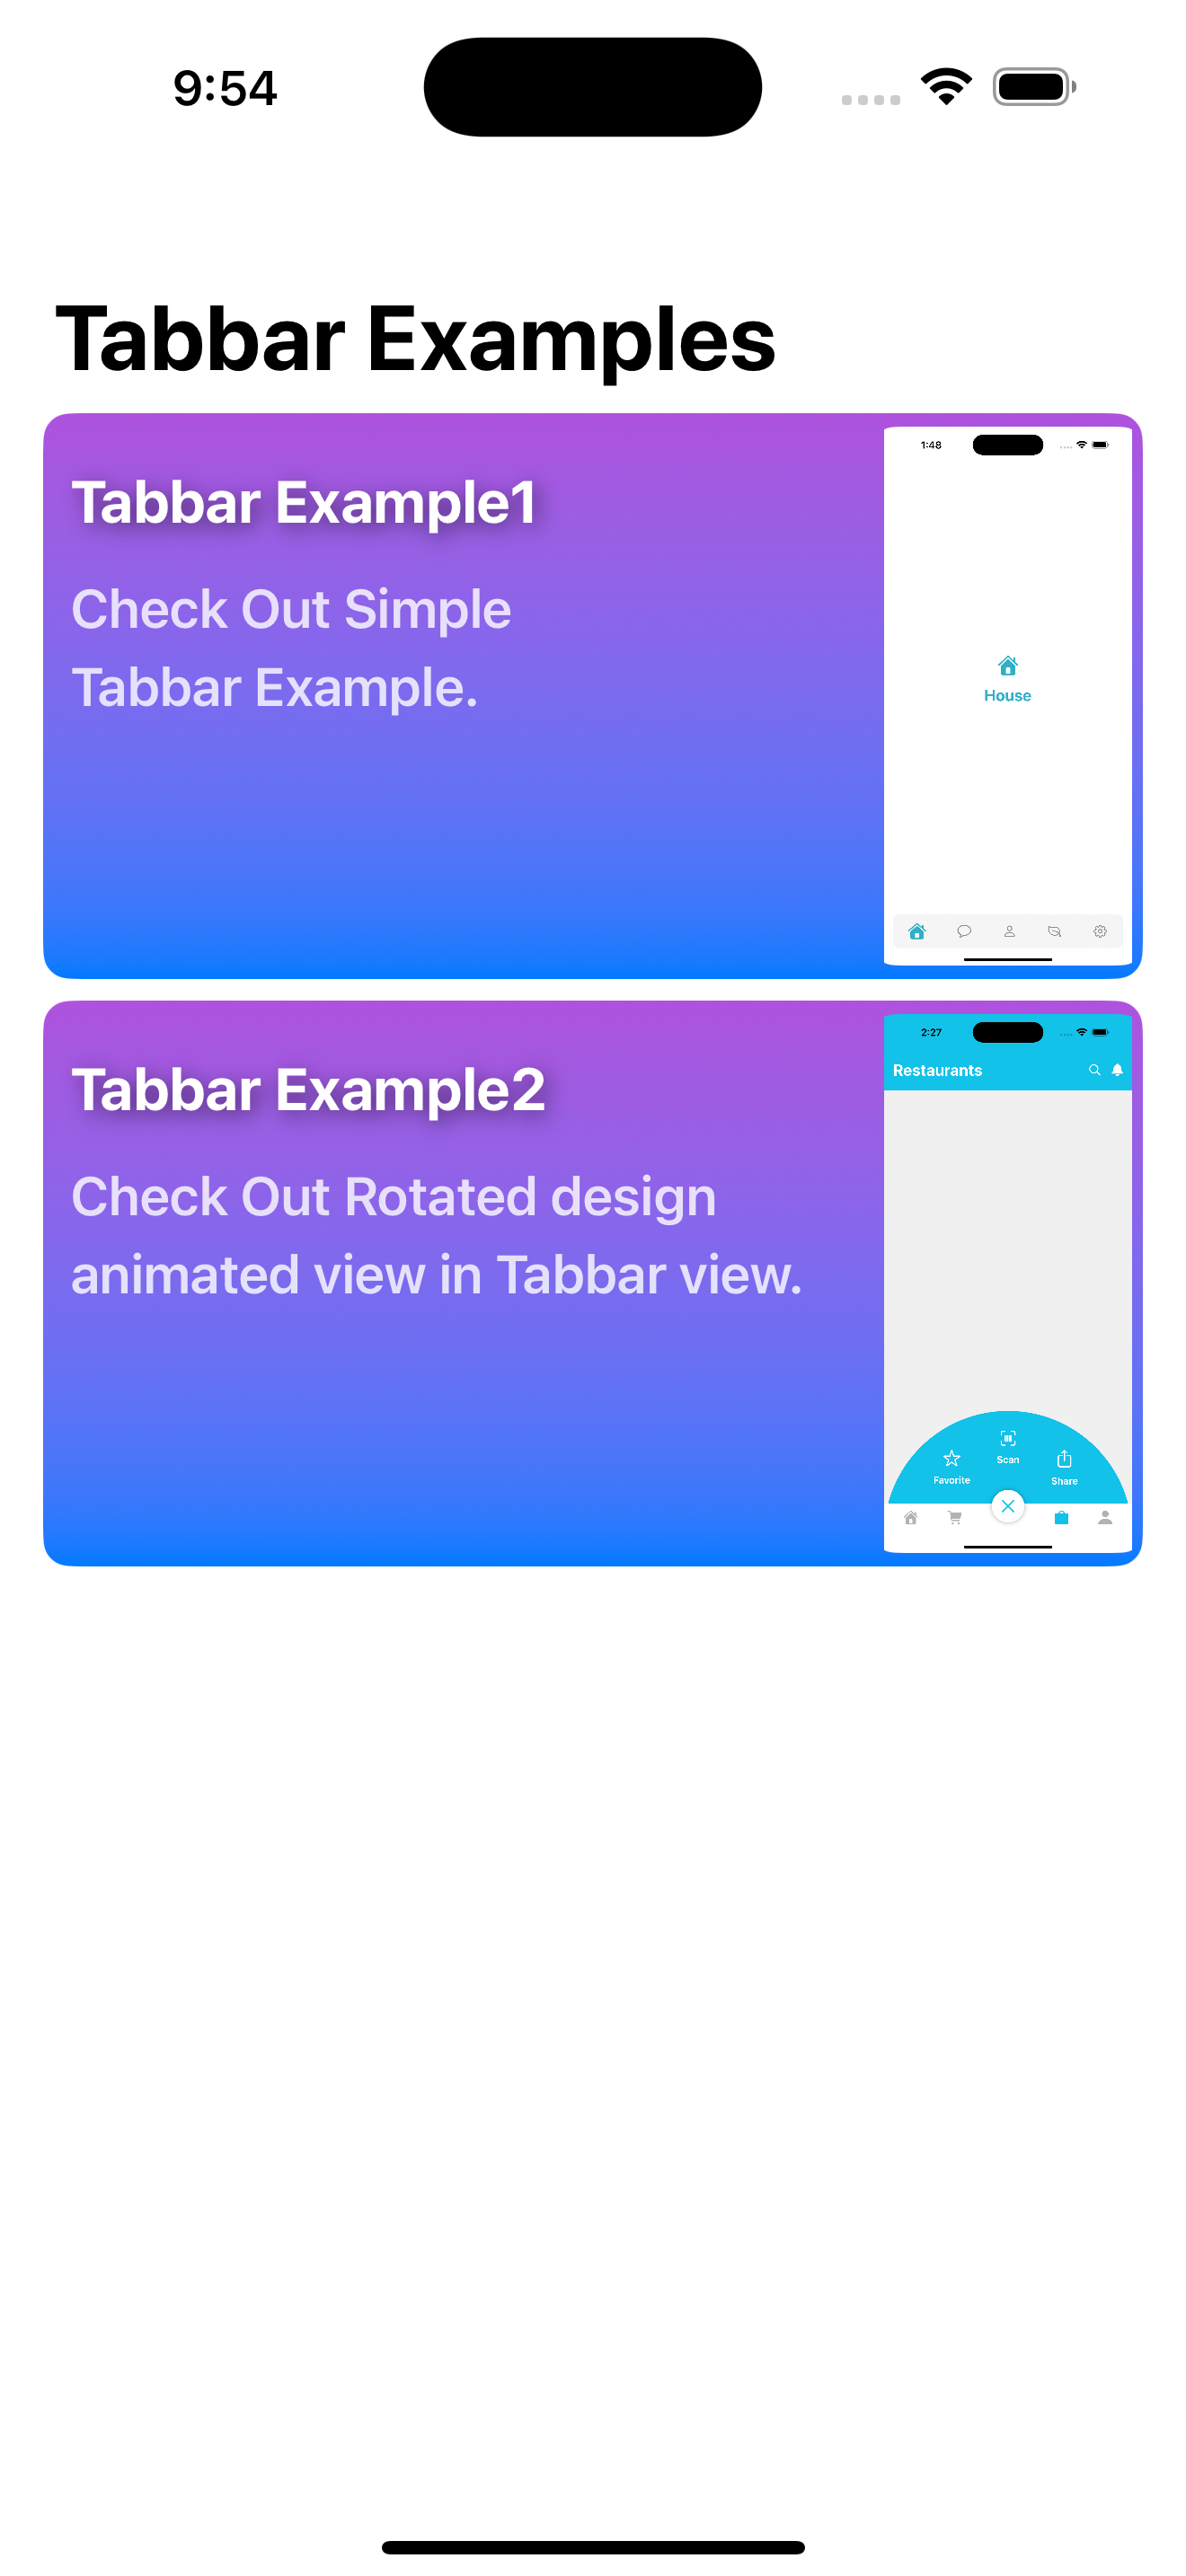 9:54
Tabbar Examples
Tabbar Example1
Check Out Simple
Tabbar Example.
1:48
House
Tabbar Example2
Check Out Rotated design
animated view in Tabbar view.
2:27
Restaurants
Scan
Favorite
Share